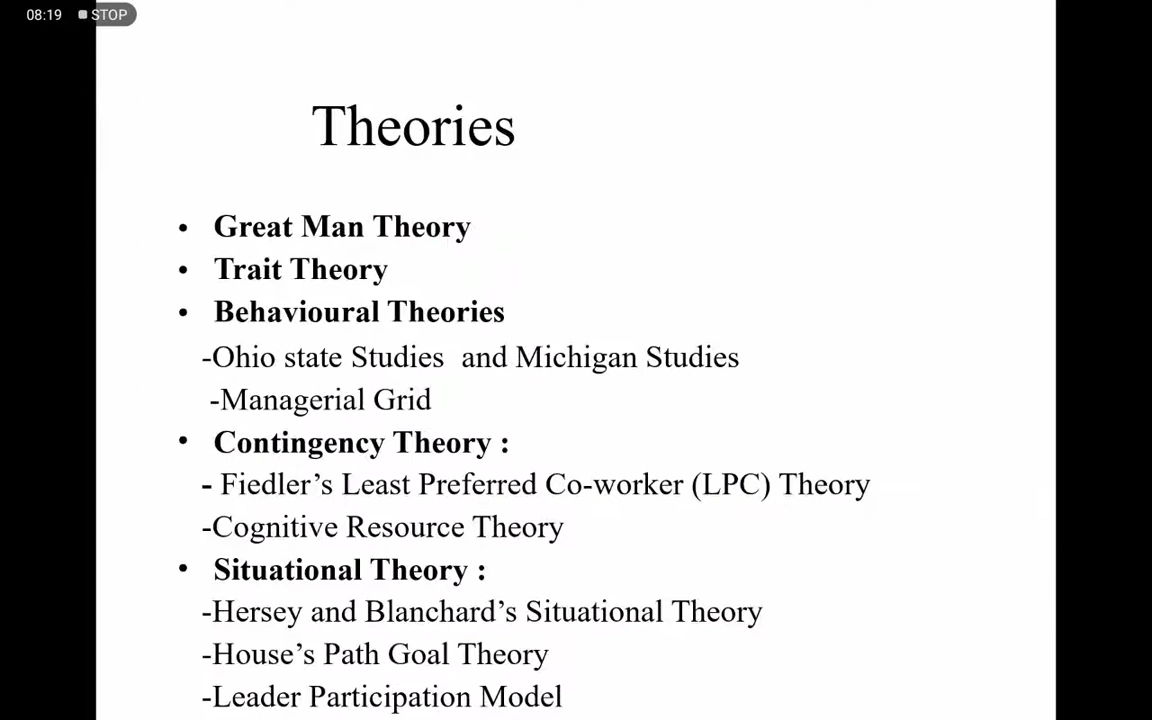 08:19 STOP
Theories
• Great Man Theory
• Trait Theory
• Behavioural Theories
-Ohio state Studies and Michigan Studies
-Managerial Grid
• Contingency Theory :
- Fiedler’s Least Preferred Co-worker (LPC) Theory
-Cognitive Resource Theory
• Situational Theory :
-Hersey and Blanchard’s Situational Theory
-House’s Path Goal Theory
-Leader Participation Model